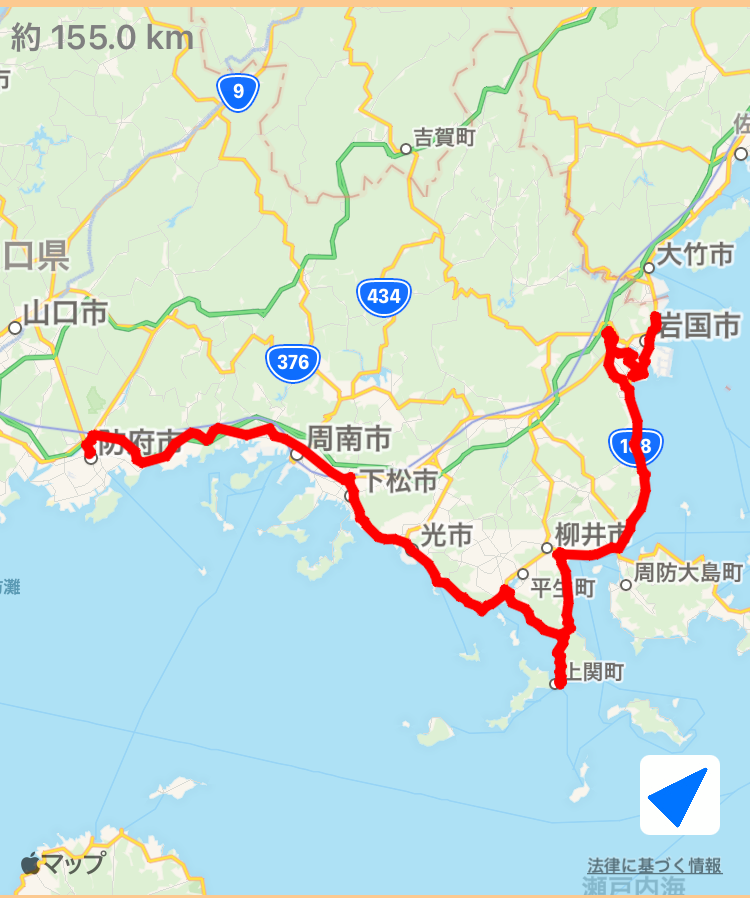 約 155.0 km
市
9
吉賀町
佐
大竹市
口県
山口市
434
岩国市
376
防府市
周南市
188
下松市
光市
柳井市
周防大島町
平生町
灘
上関町
マップ
法律に基づく情報
瀬戸内海